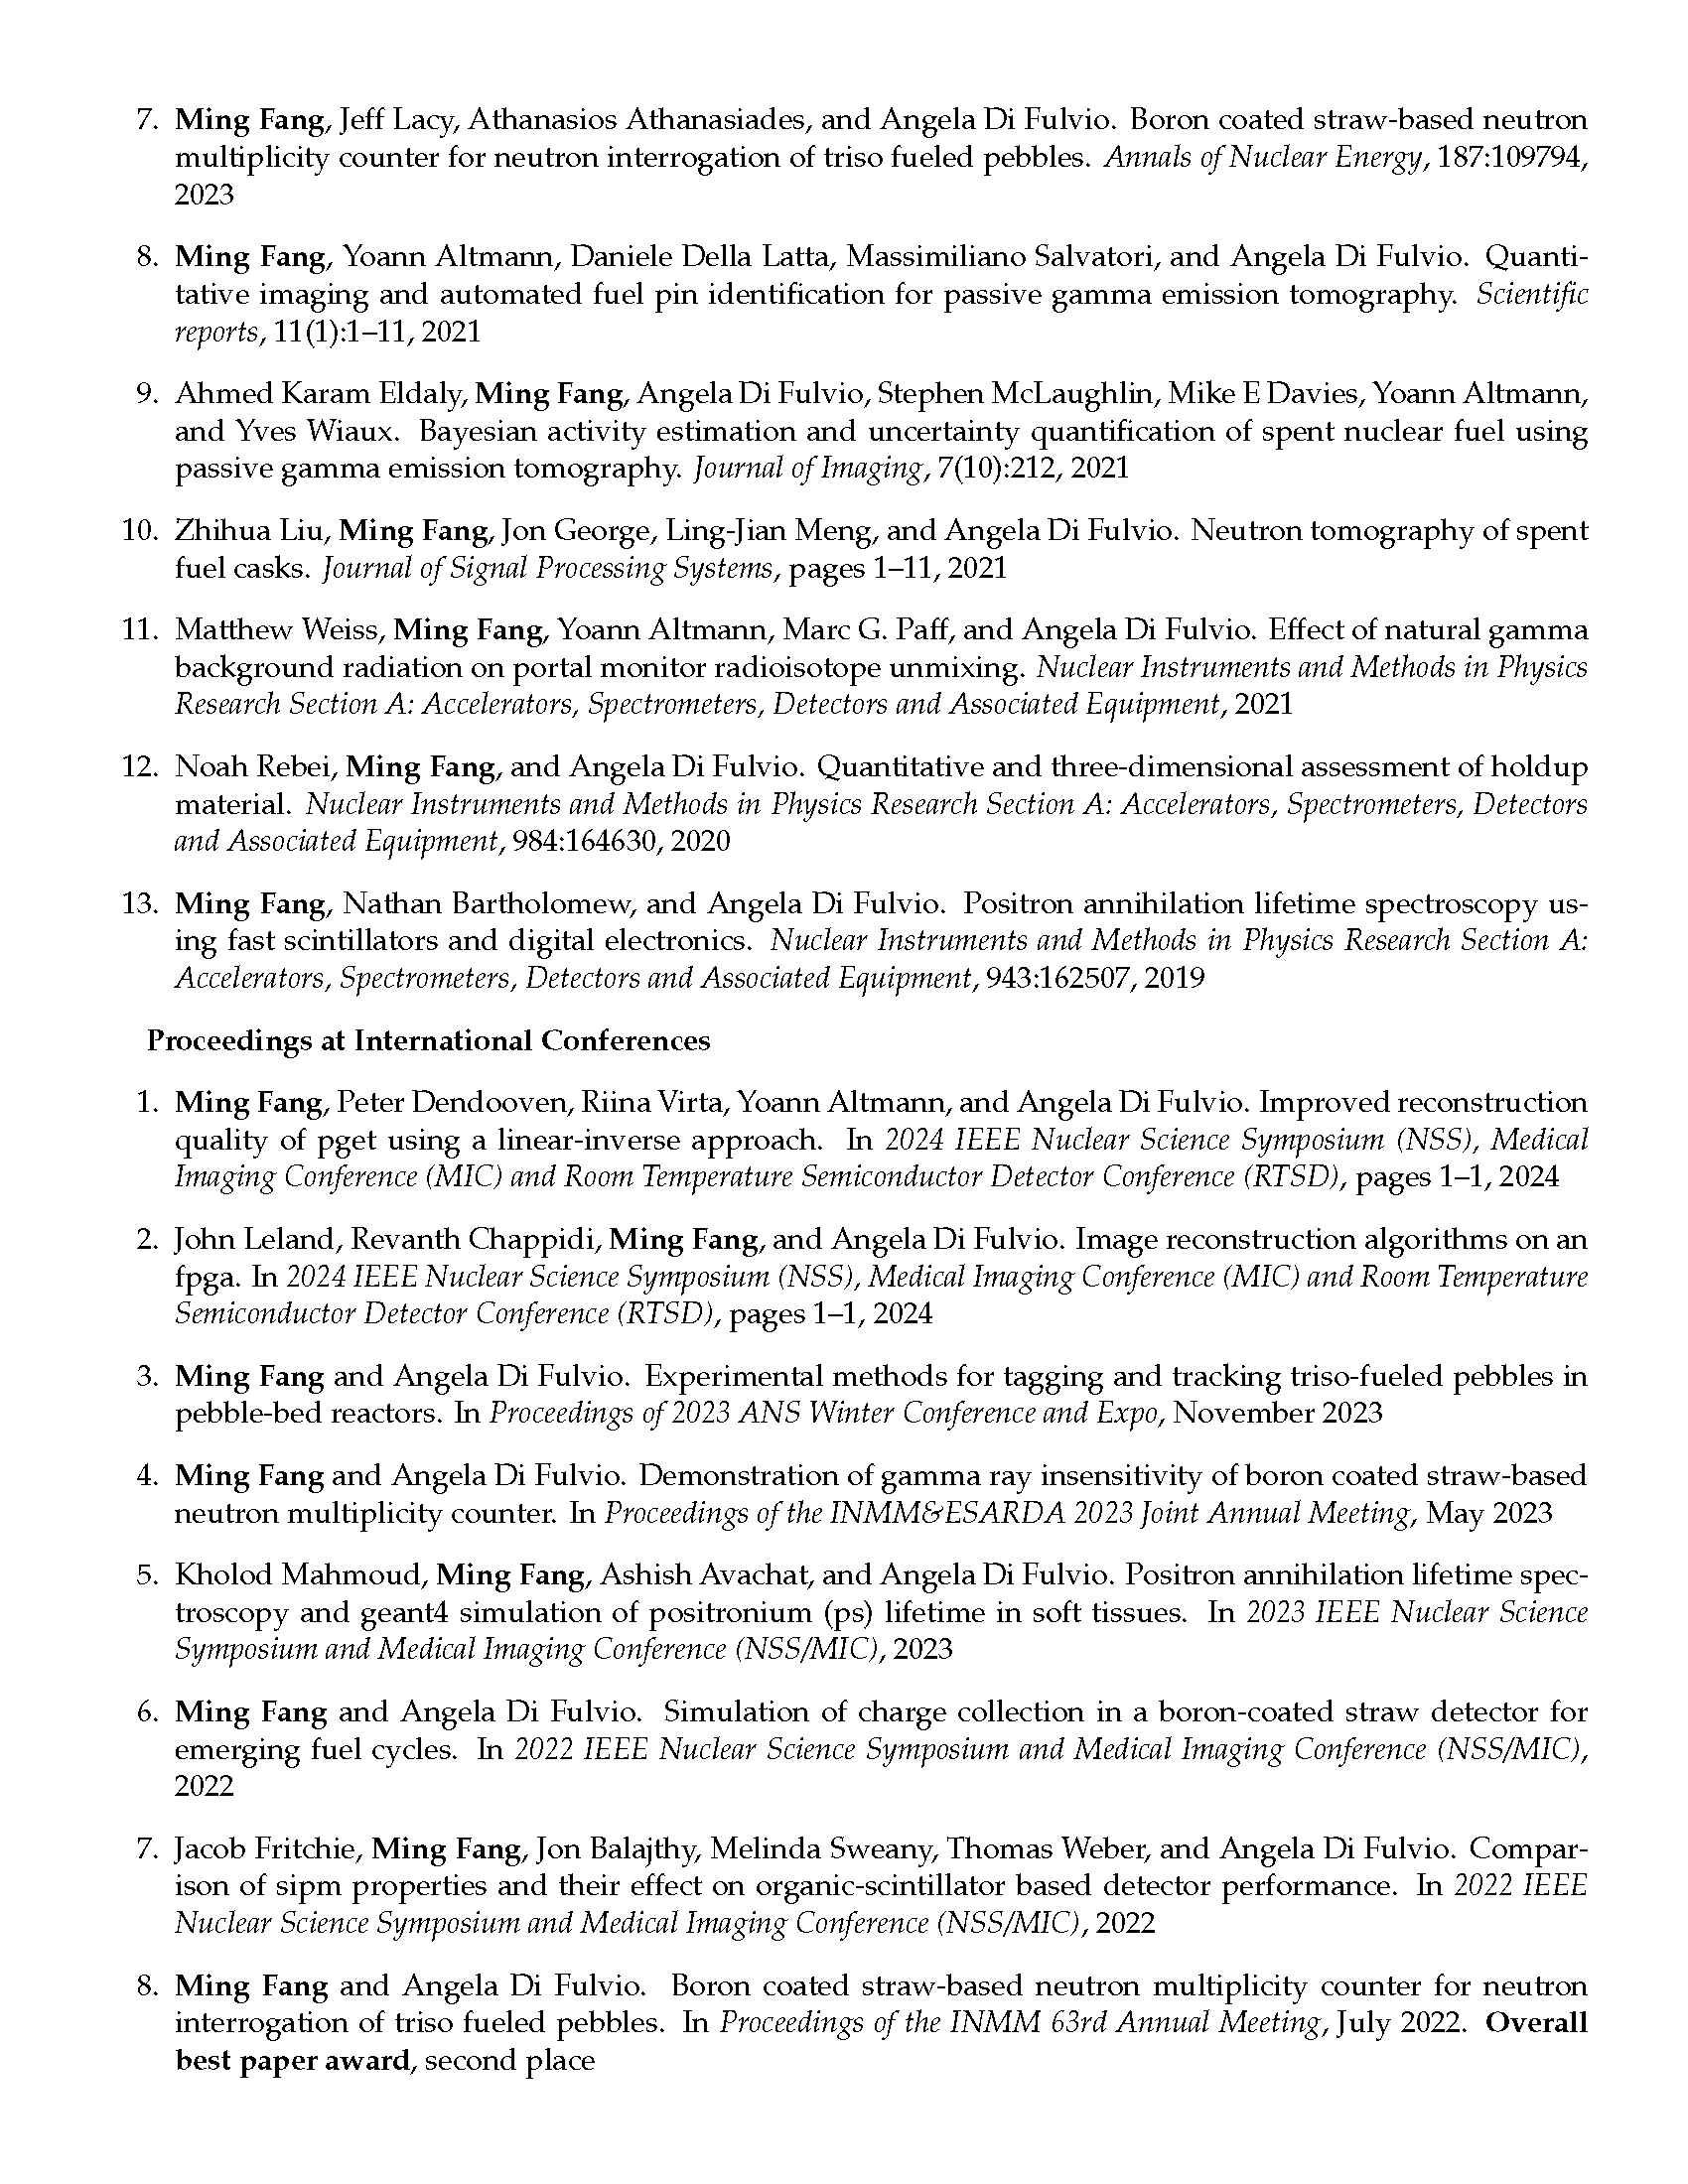 7. Ming Fang, Jeff Lacy, Athanasios Athanasiades, and Angela Di Fulvio. Boron coated straw-based neutron
multiplicity counter for neutron interrogation of triso fueled pebbles. Annals of Nuclear Energy, 187:109794,
2023
8. Ming Fang, Yoann Altmann, Daniele Della Latta, Massimiliano Salvatori, and Angela Di Fulvio. Quanti-
tative imaging and automated fuel pin identification for passive gamma emission tomography. Scientific
reports, 11(1):1–11, 2021
9. Ahmed Karam Eldaly, Ming Fang, Angela Di Fulvio, Stephen McLaughlin, Mike E Davies, Yoann Altmann,
and Yves Wiaux. Bayesian activity estimation and uncertainty quantification of spent nuclear fuel using
passive gamma emission tomography. Journal of Imaging, 7(10):212, 2021
10. Zhihua Liu, Ming Fang, Jon George, Ling-Jian Meng, and Angela Di Fulvio. Neutron tomography of spent
fuel casks. Journal of Signal Processing Systems, pages 1–11, 2021
11. Matthew Weiss, Ming Fang, Yoann Altmann, Marc G. Paff, and Angela Di Fulvio. Effect of natural gamma
background radiation on portal monitor radioisotope unmixing. Nuclear Instruments and Methods in Physics
Research Section A: Accelerators, Spectrometers, Detectors and Associated Equipment, 2021
12. Noah Rebei, Ming Fang, and Angela Di Fulvio. Quantitative and three-dimensional assessment of holdup
material. Nuclear Instruments and Methods in Physics Research Section A: Accelerators, Spectrometers, Detectors
and Associated Equipment, 984:164630, 2020
13. Ming Fang, Nathan Bartholomew, and Angela Di Fulvio. Positron annihilation lifetime spectroscopy us-
ing fast scintillators and digital electronics. Nuclear Instruments and Methods in Physics Research Section A:
Accelerators, Spectrometers, Detectors and Associated Equipment, 943:162507, 2019
Proceedings at International Conferences
1. Ming Fang, Peter Dendooven, Riina Virta, Yoann Altmann, and Angela Di Fulvio. Improved reconstruction
quality of pget using a linear-inverse approach. In 2024 IEEE Nuclear Science Symposium (NSS), Medical
Imaging Conference (MIC) and Room Temperature Semiconductor Detector Conference (RTSD), pages 1–1, 2024
2. John Leland, Revanth Chappidi, Ming Fang, and Angela Di Fulvio. Image reconstruction algorithms on an
fpga. In 2024 IEEE Nuclear Science Symposium (NSS), Medical Imaging Conference (MIC) and Room Temperature
Semiconductor Detector Conference (RTSD), pages 1–1, 2024
3. Ming Fang and Angela Di Fulvio. Experimental methods for tagging and tracking triso-fueled pebbles in
pebble-bed reactors. In Proceedings of 2023 ANS Winter Conference and Expo, November 2023
4. Ming Fang and Angela Di Fulvio. Demonstration of gamma ray insensitivity of boron coated straw-based
neutron multiplicity counter. In Proceedings of the INMM&ESARDA 2023 Joint Annual Meeting, May 2023
5. Kholod Mahmoud, Ming Fang, Ashish Avachat, and Angela Di Fulvio. Positron annihilation lifetime spec-
troscopy and geant4 simulation of positronium (ps) lifetime in soft tissues. In 2023 IEEE Nuclear Science
Symposium and Medical Imaging Conference (NSS/MIC), 2023
6. Ming Fang and Angela Di Fulvio. Simulation of charge collection in a boron-coated straw detector for
emerging fuel cycles. In 2022 IEEE Nuclear Science Symposium and Medical Imaging Conference (NSS/MIC),
2022
7. Jacob Fritchie, Ming Fang, Jon Balajthy, Melinda Sweany, Thomas Weber, and Angela Di Fulvio. Compar-
ison of sipm properties and their effect on organic-scintillator based detector performance. In 2022 IEEE
Nuclear Science Symposium and Medical Imaging Conference (NSS/MIC), 2022
8. Ming Fang and Angela Di Fulvio. Boron coated straw-based neutron multiplicity counter for neutron
interrogation of triso fueled pebbles. In Proceedings of the INMM 63rd Annual Meeting, July 2022. Overall
best paper award, second place